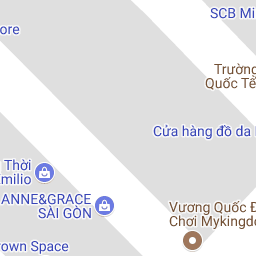 SCB Mi
ore
Trường
Quốc Tế
Cửa hàng đồ da
Thời
milio
ANNE&GRACE
SÀI GÒN
Vương Quốc Đ
Chơi Mykingdo
rown Space